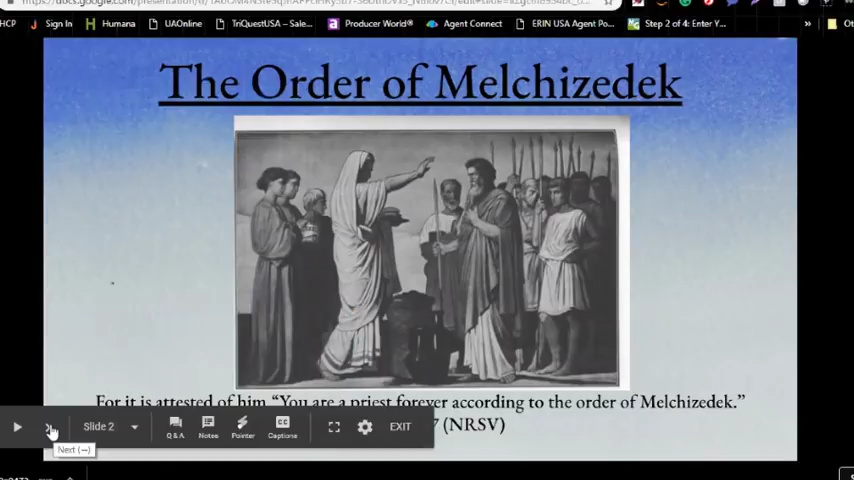 HCP Sign In Humana UAOnline TriQuestUSA – Sale... Producer World® Agent Connect ERIN USA Agent Po... Step 2 of 4: Enter Y... »
The Order of Melchizedek
For it is attested of him “You are a priest forever according to the order of Melchizedek.”
7 (NRSV)
Slide 2 Q&A Notes Pointer Captions EXIT
Next (→)